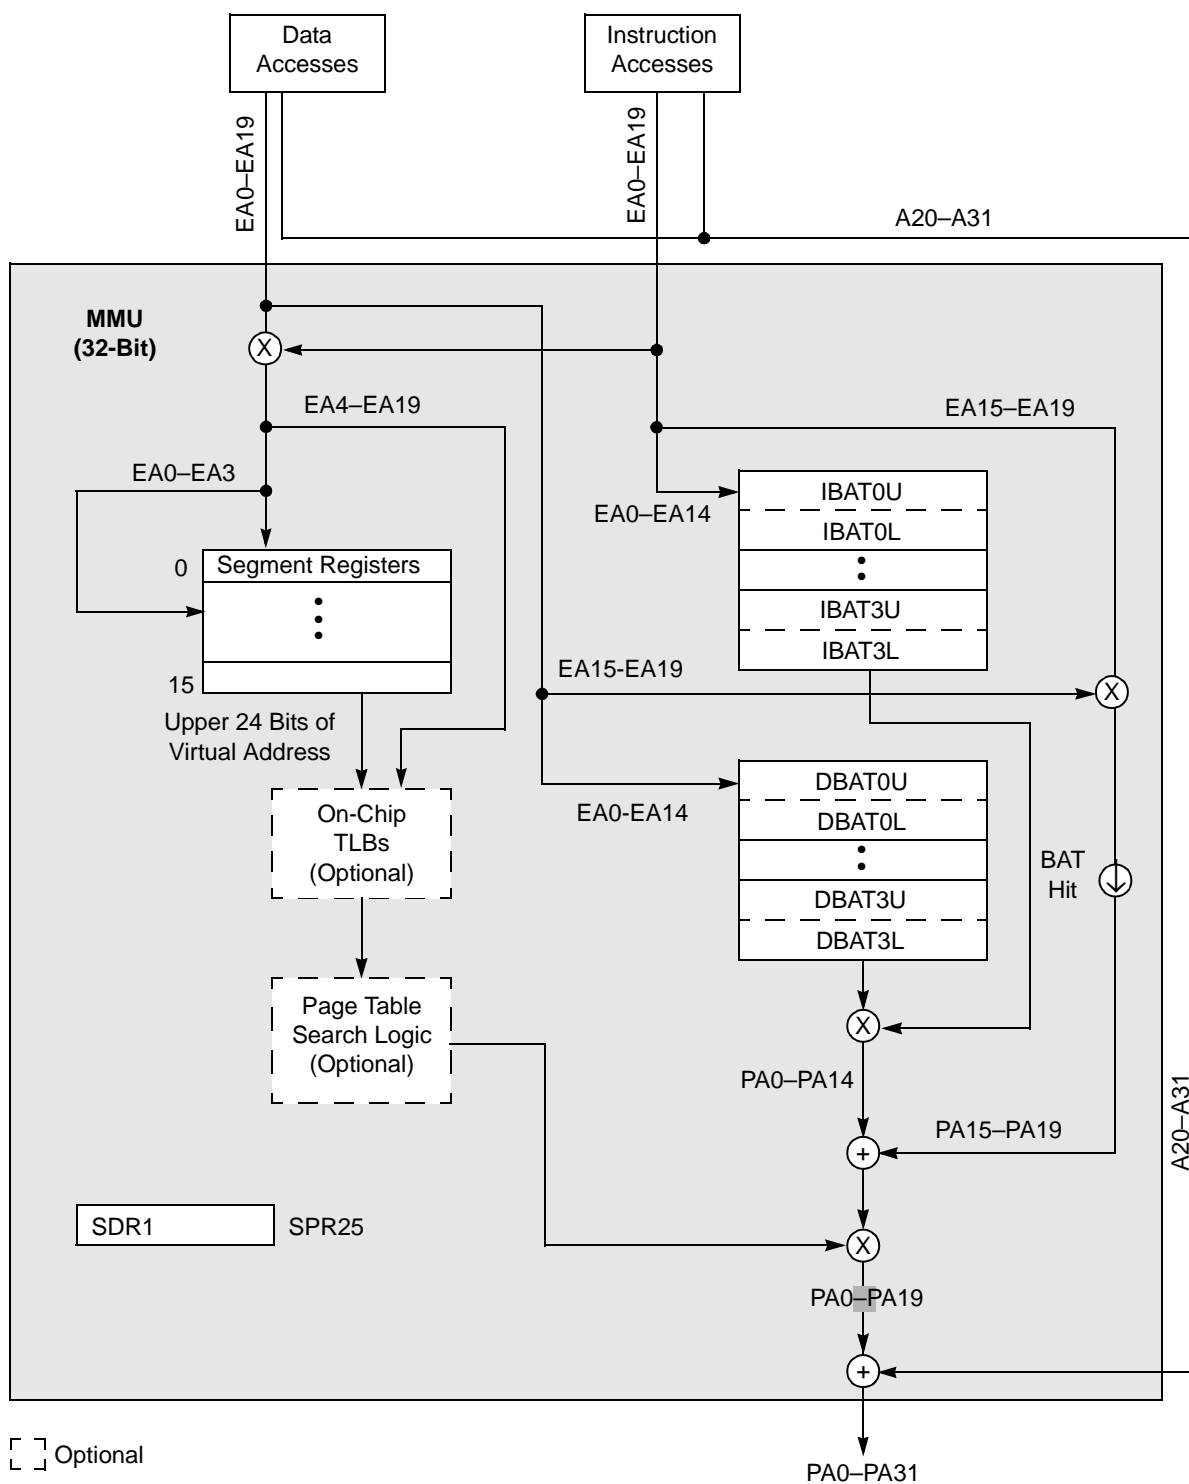 Data
Accesses
Instruction
Accesses
EA0–EA19
EA0–EA19
A20–A31
MMU
(32-Bit)
X
EA4–EA19
EA15–EA19
EA0–EA3
EA0–EA14
IBAT0U
IBAT0L
IBAT3U
IBAT3L
0
Segment Registers
15
EA15-EA19
X
Upper 24 Bits of
Virtual Address
DBAT0U
DBAT0L
DBAT3U
DBAT3L
EA0-EA14
On-Chip
TLBs
(Optional)
BAT
Hit
Page Table
Search Logic
(Optional)
X
PA0–PA14
A20–A31
PA15–PA19
+
SDR1
SPR25
X
PA0–PA19
+
Optional
PA0–PA31